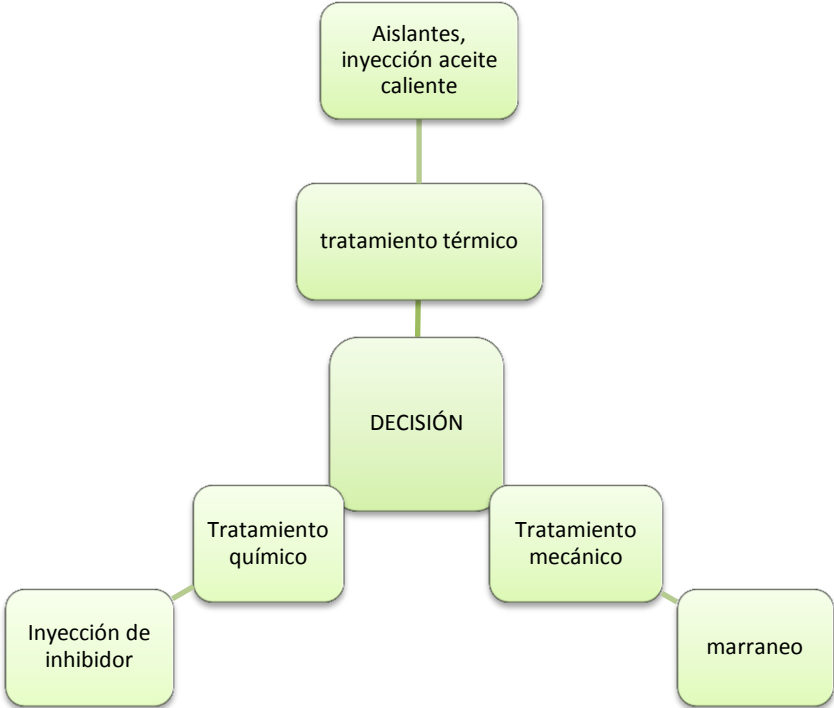 Aislantes,
inyección aceite
caliente
tratamiento térmico
DECISIÓN
Tratamiento
químico
Tratamiento
mecánico
Inyección de
inhibidor
marraneo